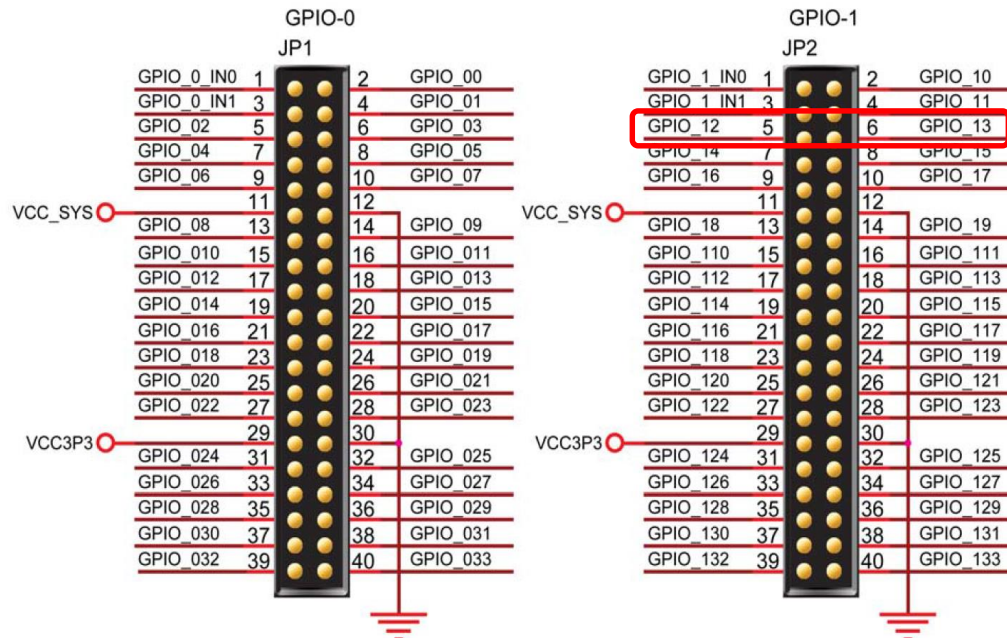 GPIO-0 GPIO-1
JP1 JP2
GPIO_0_IN0 1 2 GPIO_00 GPIO_1_IN0 1 2 GPIO_10
GPIO_0_IN1 3 4 GPIO_01 GPIO_1_IN1 3 4 GPIO_11
GPIO_02 5 6 GPIO_03 GPIO_12 5 6 GPIO_13
GPIO_04 7 8 GPIO_05 GPIO_14 7 8 GPIO_15
GPIO_06 9 10 GPIO_07 GPIO_16 9 10 GPIO_17
VCC_SYS 11 12 VCC_SYS 11 12
GPIO_08 13 14 GPIO_09 GPIO_18 13 14 GPIO_19
GPIO_010 15 16 GPIO_011 GPIO_110 15 16 GPIO_111
GPIO_012 17 18 GPIO_013 GPIO_112 17 18 GPIO_113
GPIO_014 19 20 GPIO_015 GPIO_114 19 20 GPIO_115
GPIO_016 21 22 GPIO_017 GPIO_116 21 22 GPIO_117
GPIO_018 23 24 GPIO_019 GPIO_118 23 24 GPIO_119
GPIO_020 25 26 GPIO_021 GPIO_120 25 26 GPIO_121
GPIO_022 27 28 GPIO_023 GPIO_122 27 28 GPIO_123
VCC3P3 29 30 VCC3P3 29 30
GPIO_024 31 32 GPIO_025 GPIO_124 31 32 GPIO_125
GPIO_026 33 34 GPIO_027 GPIO_126 33 34 GPIO_127
GPIO_028 35 36 GPIO_029 GPIO_128 35 36 GPIO_129
GPIO_030 37 38 GPIO_031 GPIO_130 37 38 GPIO_131
GPIO_032 39 40 GPIO_033 GPIO_132 39 40 GPIO_133